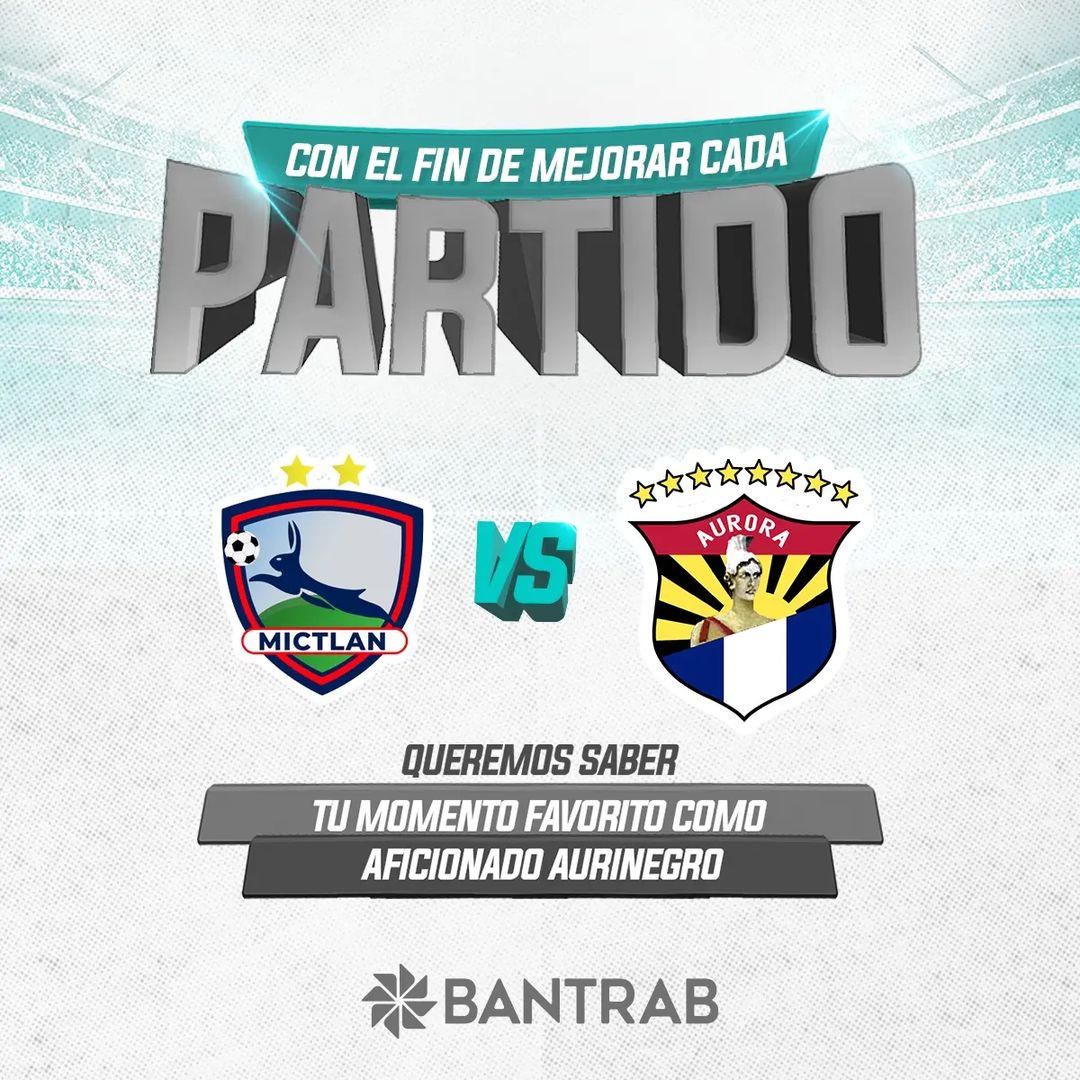 CON EL FIN DE MEJORAR CADA
PARTIDO
MICTLAN
VS
AURORA
QUEREMOS SABER
TU MOMENTO FAVORITO COMO
AFICIONADO AURINEGRO
BANTRAB